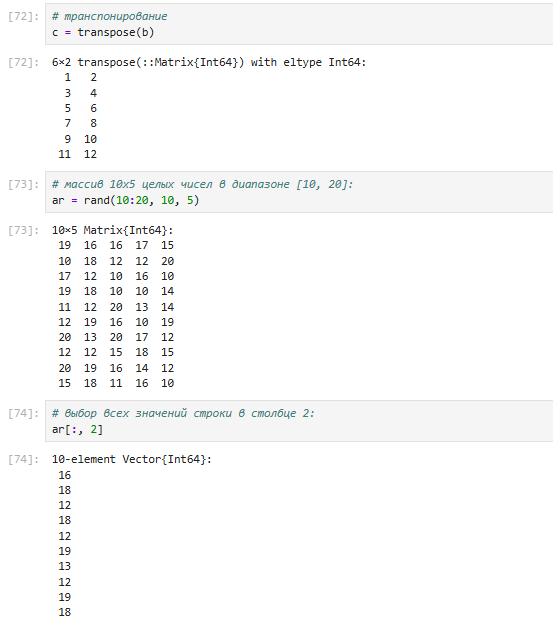 [72]: # транспонирование
c = transpose(b)
[72]: 6×2 transpose(::Matrix{Int64}) with eltype Int64:
1 2
3 4
5 6
7 8
9 10
11 12
[73]: # массив 10x5 целых чисел в диапазоне [10, 20]:
ar = rand(10:20, 10, 5)
[73]: 10×5 Matrix{Int64}:
19 16 16 17 15
10 18 12 12 20
17 12 10 16 10
19 18 10 10 14
11 12 20 13 14
12 19 16 10 19
20 13 20 17 12
12 12 15 18 15
20 19 16 14 12
15 18 11 16 10
[74]: # выбор всех значений строки в столбце 2:
ar[:, 2]
[74]: 10-element Vector{Int64}:
16
18
12
18
12
19
13
12
19
18